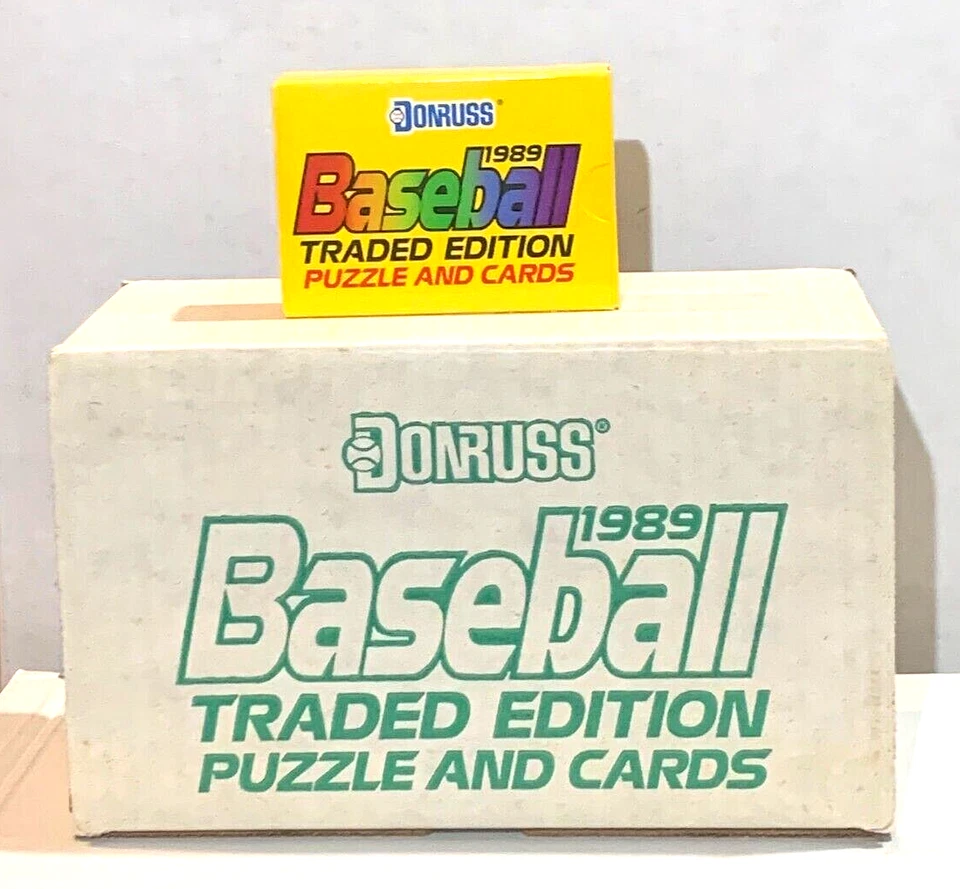 DONRUSS®
1989
Baseball
TRADED EDITION
PUZZLE AND CARDS
DONRUSS®
1989
Baseball
TRADED EDITION
PUZZLE AND CARDS